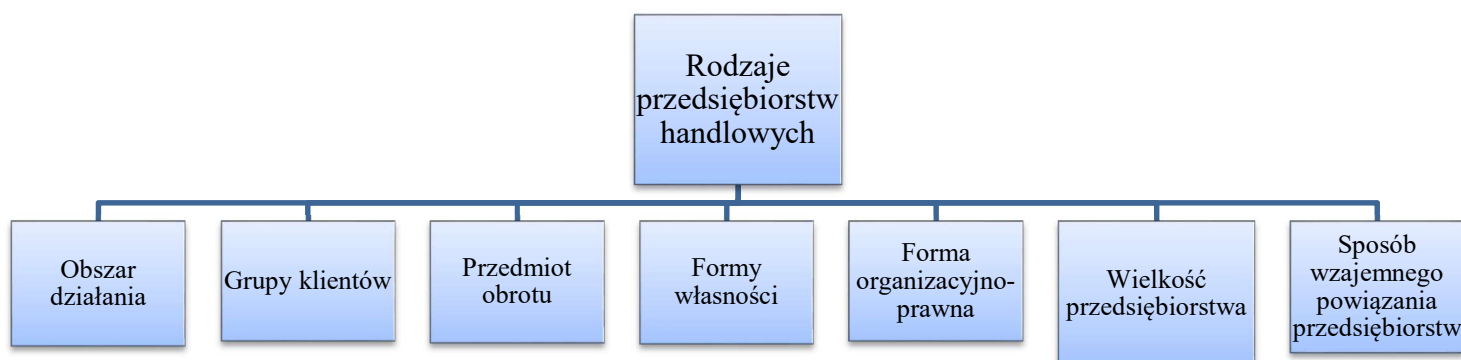 Rodzaje
przedsiębiorstw
handlowych
Obszar
działania
Grupy klientów
Przedmiot
obrotu
Formy
własności
Forma
organizacyjno-
prawna
Wielkość
przedsiębiorstwa
Sposób
wzajemnego
powiązania
przedsiębiorstw